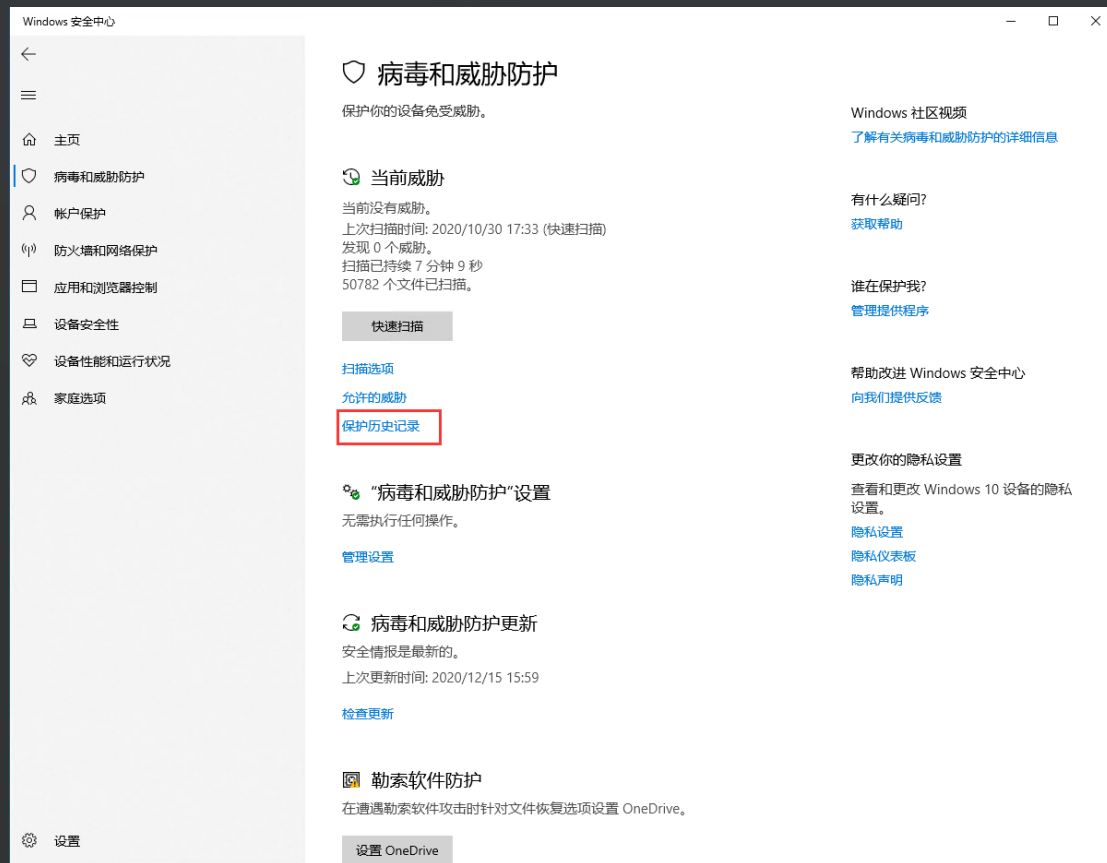 Windows 安全中心
主页
病毒和威胁防护
帐户保护
防火墙和网络保护
应用和浏览器控制
设备安全性
设备性能和运行状况
家庭选项
设置
病毒和威胁防护
保护你的设备免受威胁。
当前威胁
当前没有威胁。
上次扫描时间: 2020/10/30 17:33 (快速扫描)
发现 0 个威胁。
扫描已持续 7 分钟 9 秒
50782 个文件已扫描。
快速扫描
扫描选项
允许的威胁
保护历史记录
“病毒和威胁防护”设置
无需执行任何操作。
管理设置
病毒和威胁防护更新
安全情报是最新的。
上次更新时间: 2020/12/15 15:59
检查更新
勒索软件防护
在遭遇勒索软件攻击时针对文件恢复选项设置 OneDrive。
设置 OneDrive
Windows 社区视频
了解有关病毒和威胁防护的详细信息
有什么疑问?
获取帮助
谁在保护我?
管理提供程序
帮助改进 Windows 安全中心
向我们提供反馈
更改你的隐私设置
查看和更改 Windows 10 设备的隐私
设置。
隐私设置
隐私仪表板
隐私声明